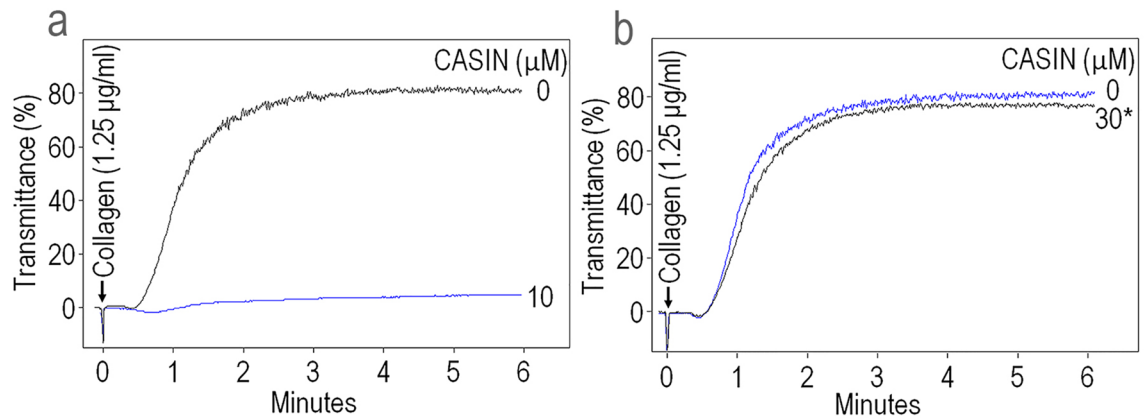 a
CASIN (µM)
0
10
Collagen (1.25 µg/ml)
Transmittance (%)
80
60
40
20
0
0 1 2 3 4 5 6
Minutes
b
CASIN (µM)
0
30*
Collagen (1.25 µg/ml)
Transmittance (%)
80
60
40
20
0
0 1 2 3 4 5 6
Minutes